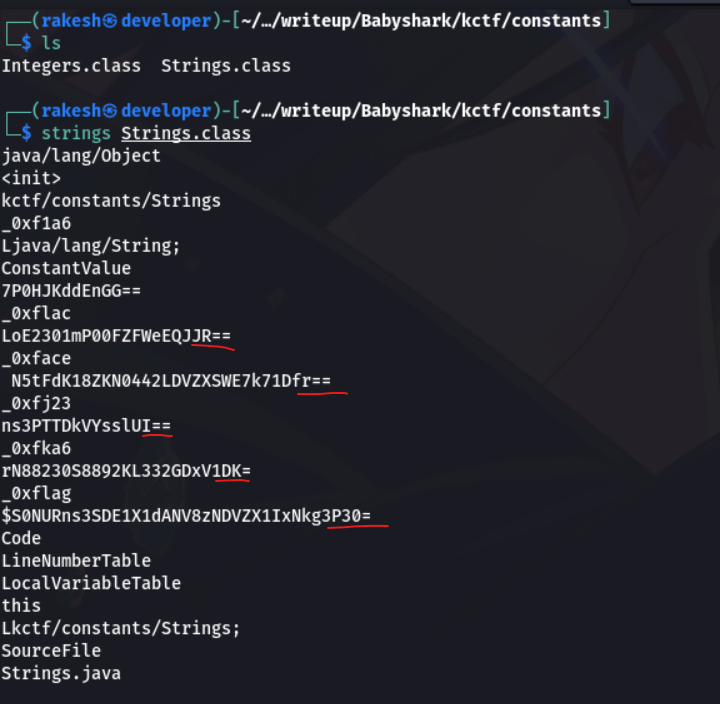 ┌──(rakesh㉿developer)-[~/…/writeup/Babyshark/kctf/constants]
└─$ ls
Integers.class  Strings.class
┌──(rakesh㉿developer)-[~/…/writeup/Babyshark/kctf/constants]
└─$ strings Strings.class
java/lang/Object
<init>
kctf/constants/Strings
_0xf1a6
Ljava/lang/String;
ConstantValue
7P0HJKddEnGG==
_0xflac
LoE2301mP00FZFWeEQJJR==
_0xface
 N5tFdK18ZKN0442LDVZXSWE7k71Dfr==
_0xfj23
ns3PTTDkVYsslUI==
_0xfka6
rN88230S8892KL332GDxV1DK=
_0xflag
$S0NURns3SDE1X1dANV8zNDVZX1IxNkg3P30=
Code
LineNumberTable
LocalVariableTable
this
Lkctf/constants/Strings;
SourceFile
Strings.java